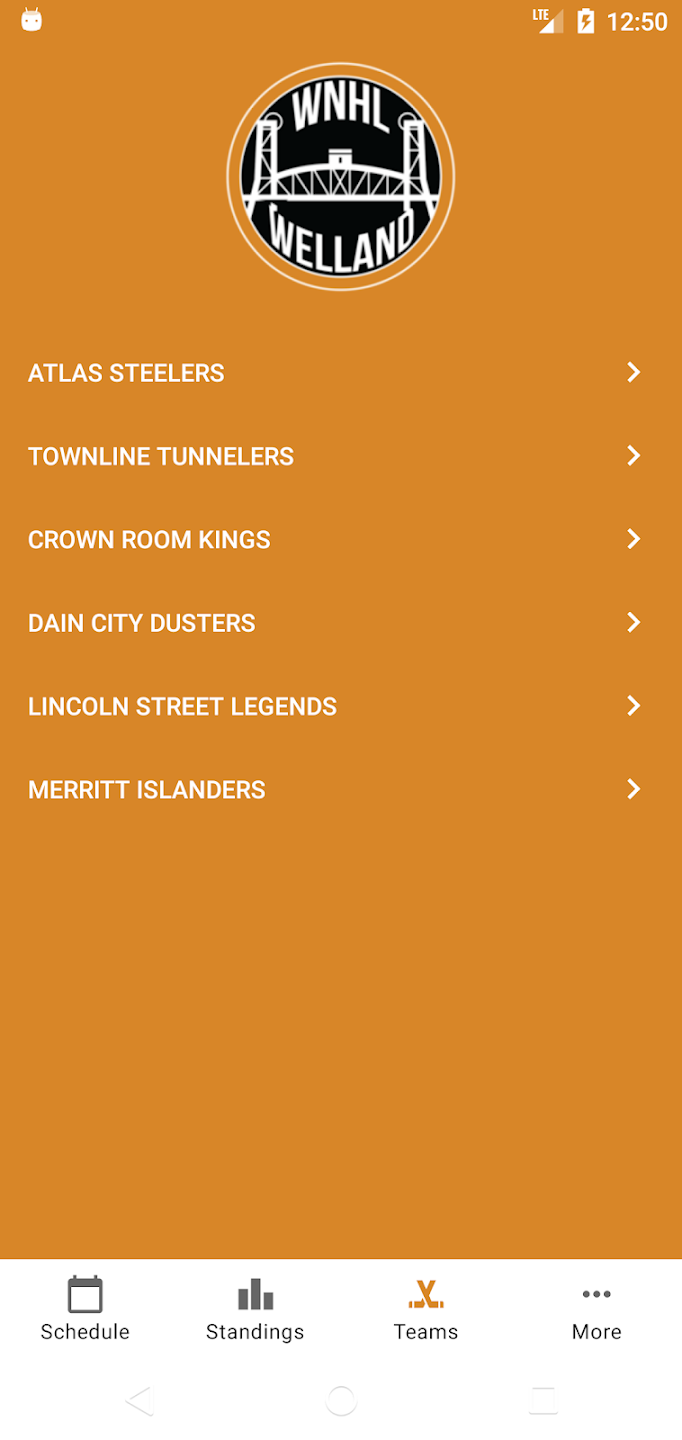 LTE 12:50
WNHL
WELLAND
ATLAS STEELERS
TOWNLINE TUNNELERS
CROWN ROOM KINGS
DAIN CITY DUSTERS
LINCOLN STREET LEGENDS
MERRITT ISLANDERS
Schedule Standings Teams More